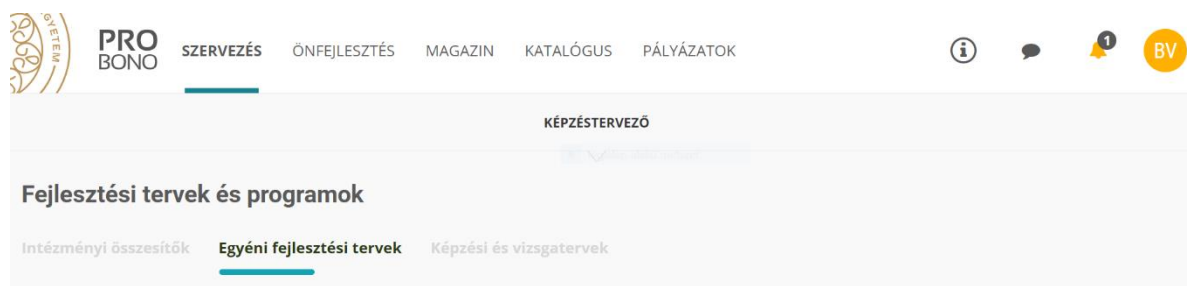 GYETEM
PRO BONO SZERVEZÉS ÖNFEJLESZTÉS MAGAZIN KATALÓGUS PÁLYÁZATOK 1 BV
KÉPZÉSTERVEZŐ
Fejlesztési tervek és programok
Intézményi összesítők Egyéni fejlesztési tervek Képzési és vizsgatervek